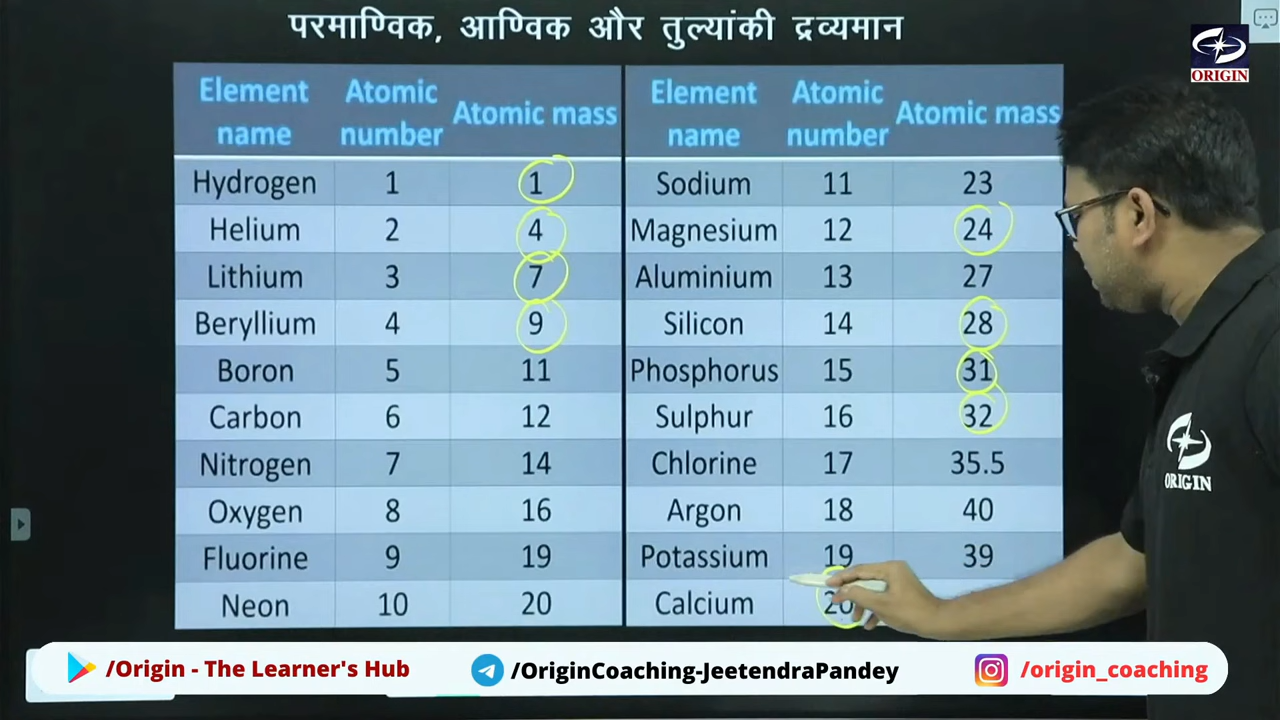 परमाण्विक, आण्विक और तुल्यांकी द्रव्यमान
ORIGIN
Element name Atomic number Atomic mass Element name Atomic number Atomic mass
Hydrogen 1 1 Sodium 11 23
Helium 2 4 Magnesium 12 24
Lithium 3 7 Aluminium 13 27
Beryllium 4 9 Silicon 14 28
Boron 5 11 Phosphorus 15 31
Carbon 6 12 Sulphur 16 32
Nitrogen 7 14 Chlorine 17 35.5
Oxygen 8 16 Argon 18 40
Fluorine 9 19 Potassium 19 39
Neon 10 20 Calcium 20
ORIGIN
/Origin - The Learner's Hub /OriginCoaching-JeetendraPandey /origin_coaching